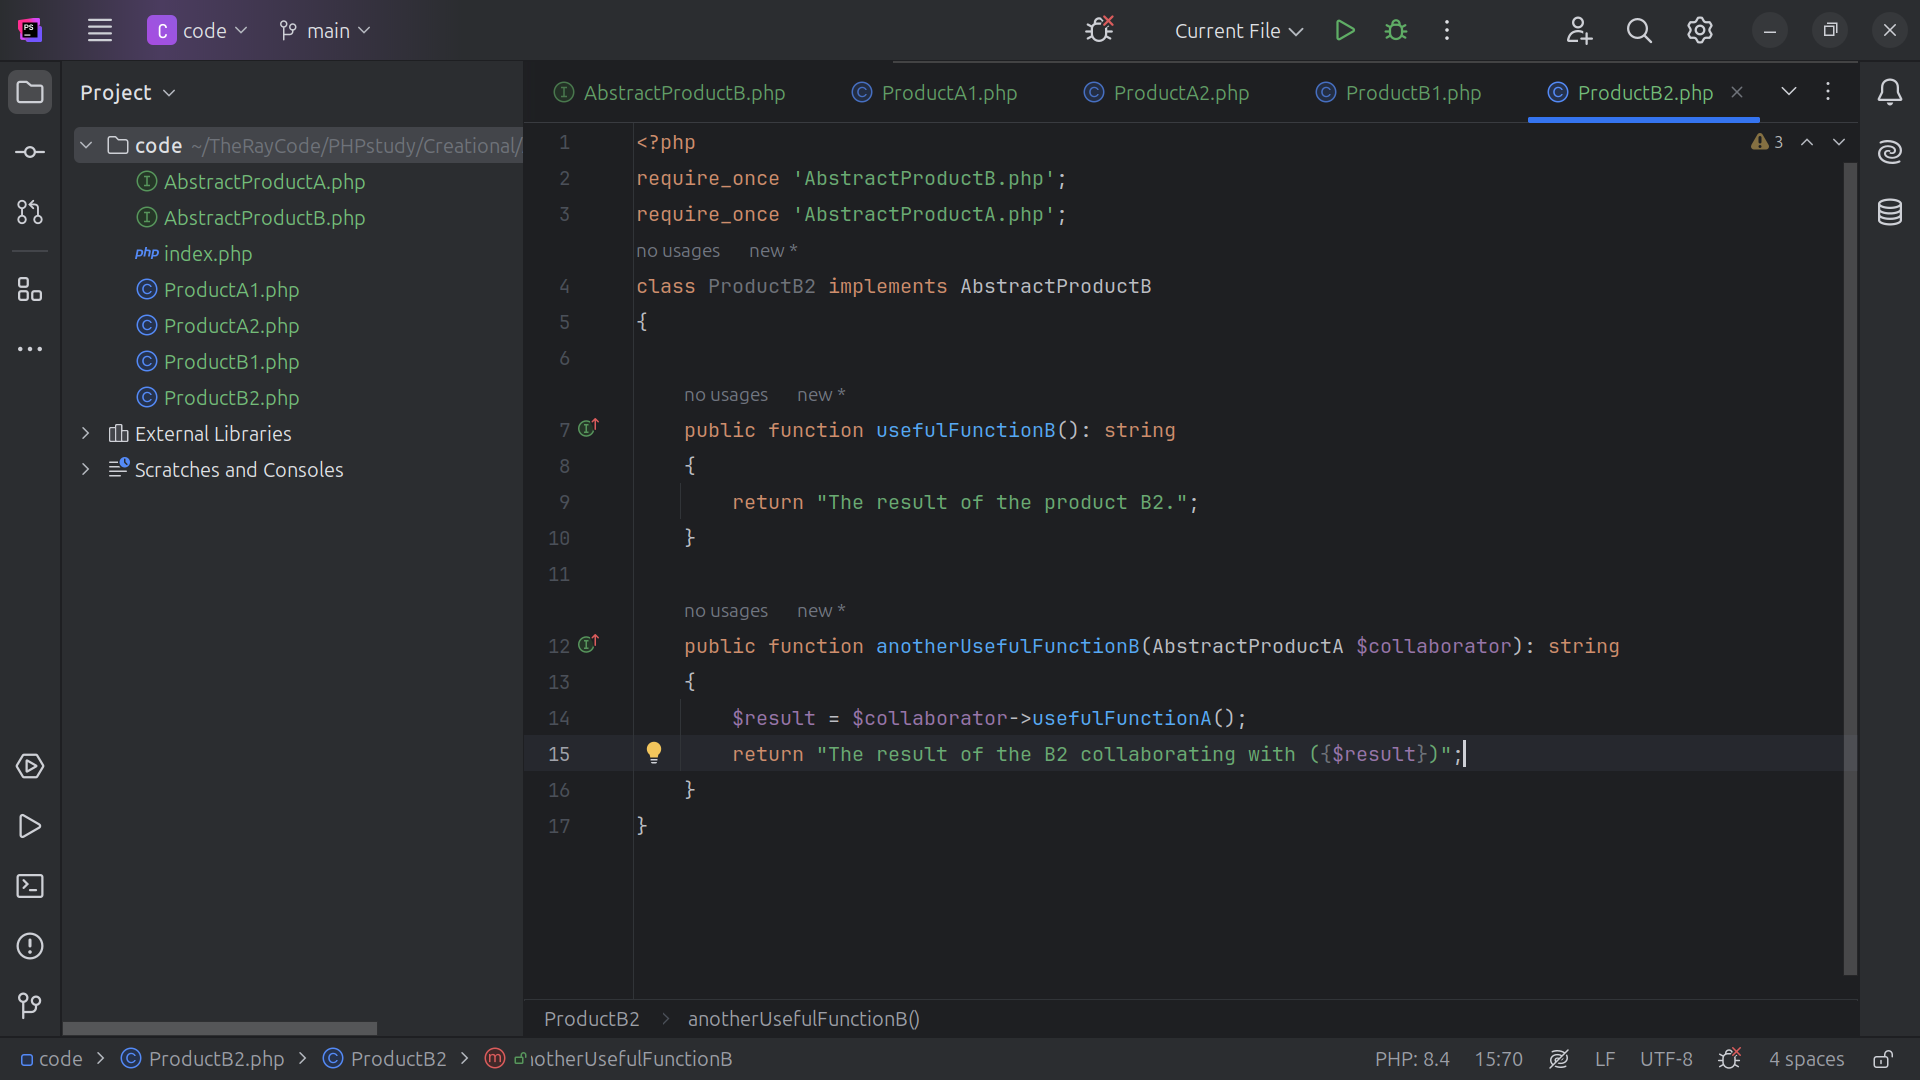 PS
C code main Current File
Project
AbstractProductB.php ProductA1.php ProductA2.php ProductB1.php ProductB2.php
code ~/TheRayCode/PHPstudy/Creational/
AbstractProductA.php
AbstractProductB.php
php index.php
ProductA1.php
ProductA2.php
ProductB1.php
ProductB2.php
External Libraries
Scratches and Consoles
3
1 <?php
2 require_once 'AbstractProductB.php';
3 require_once 'AbstractProductA.php';
no usages new *
4 class ProductB2 implements AbstractProductB
5 {
6
no usages new *
7 public function usefulFunctionB(): string
8 {
9 return "The result of the product B2.";
10 }
11
no usages new *
12 public function anotherUsefulFunctionB(AbstractProductA $collaborator): string
13 {
14 $result = $collaborator->usefulFunctionA();
15 return "The result of the B2 collaborating with ({$result})";
16 }
17 }
ProductB2 > anotherUsefulFunctionB()
code > ProductB2.php > ProductB2 > m notherUsefulFunctionB
PHP: 8.4 15:70 LF UTF-8 4 spaces